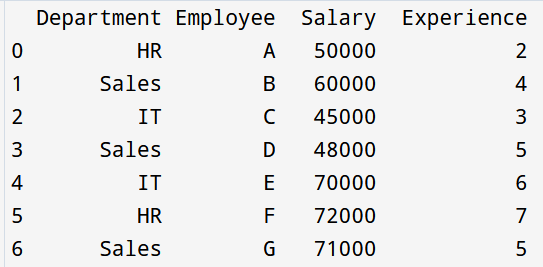 Department Employee Salary Experience
0 HR A 50000 2
1 Sales B 60000 4
2 IT C 45000 3
3 Sales D 48000 5
4 IT E 70000 6
5 HR F 72000 7
6 Sales G 71000 5